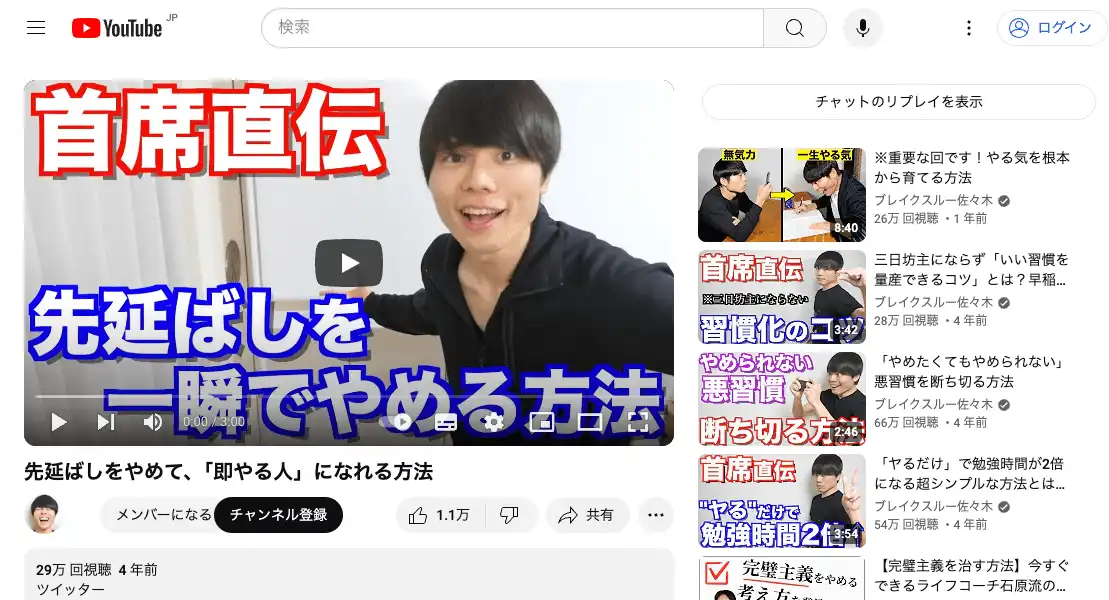 YouTube JP
検索
ログイン
首席直伝
先延ばしを
一瞬でやめる方法
0:00 / 3:00
先延ばしをやめて、「即やる人」になれる方法
メンバーになる
チャンネル登録
1.1万
共有
29万 回視聴 4 年前
ツイッター
チャットのリプレイを表示
無気力
一生やる気
8:40
※重要な回です！やる気を根本
から育てる方法
ブレイクスルー佐々木
26万 回視聴 ・1 年前
首席直伝
※三日坊主にならない
習慣化のコツ
3:42
三日坊主にならず「いい習慣を
量産できるコツ」とは？早稲...
ブレイクスルー佐々木
28万 回視聴 ・4 年前
やめられない
悪習慣
断ち切る方法
2:46
「やめたくてもやめられない」
悪習慣を断ち切る方法
ブレイクスルー佐々木
66万 回視聴 ・4 年前
首席直伝
"ヤる"だけで
勉強時間2倍
3:54
「ヤるだけ」で勉強時間が2倍
になる超シンプルな方法とは...
ブレイクスルー佐々木
54万 回視聴 ・4 年前
完璧主義をやめる
【完璧主義を治す方法】今すぐ
できるライフコーチ石原流の...